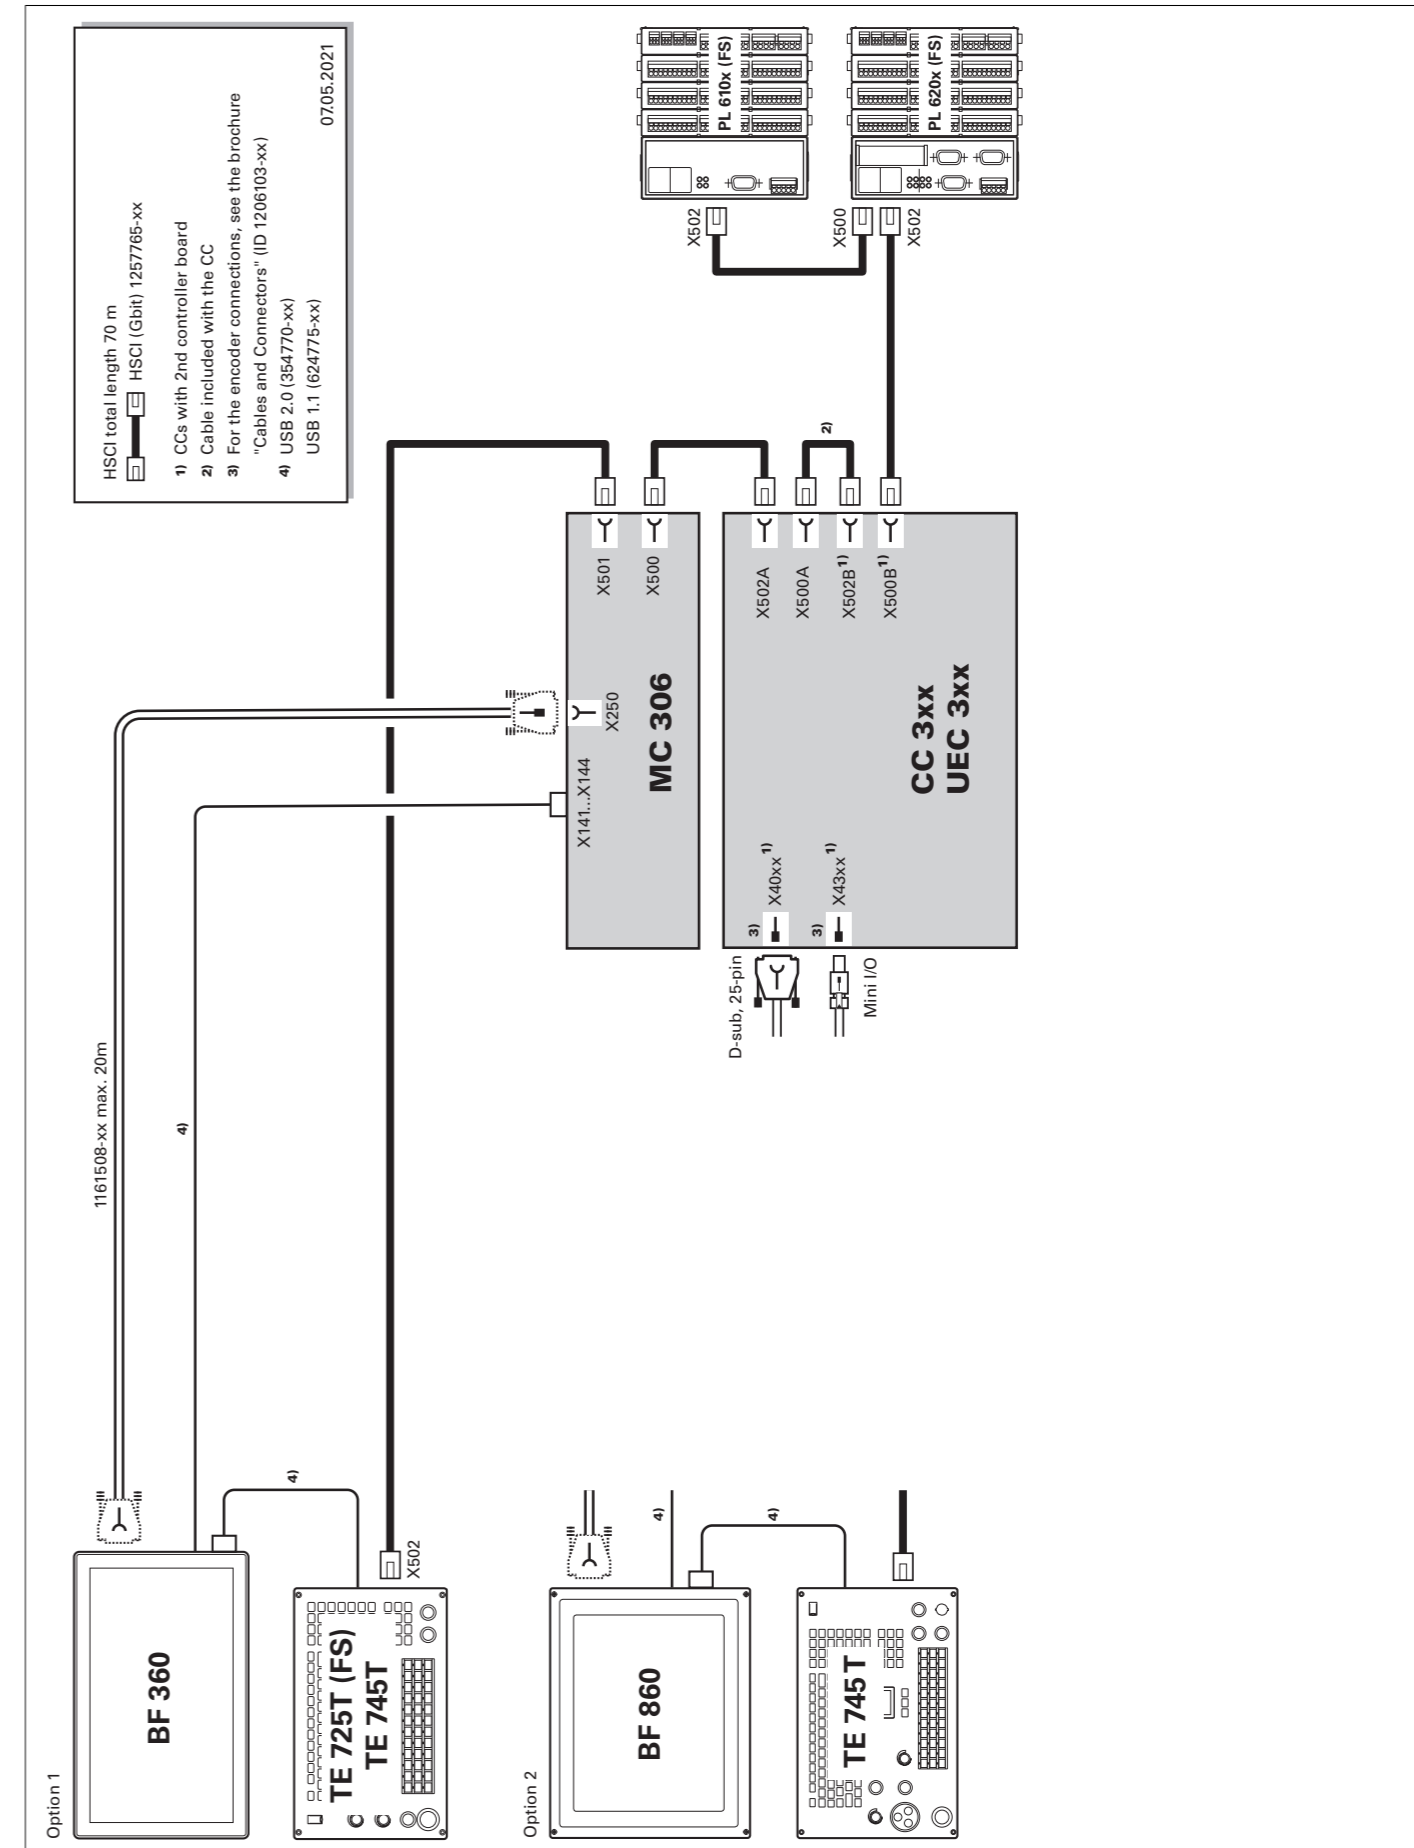 HSCI total length 70 m
HSCI (Gbit) 1257765-xx
1) CCs with 2nd controller board
2) Cable included with the CC
3) For the encoder connections, see the brochure
"Cables and Connectors" (ID 1206103-xx)
4) USB 2.0 (354770-xx)
USB 1.1 (624775-xx)
07.05.2021
Option 1
BF 360
1161508-xx max. 20m
4)
4)
TE 725T (FS)
TE 745T
X502
Option 2
BF 860
4)
4)
TE 745 T
MC 306
X141...X144
X250
X501
X500
CC 3xx
UEC 3xx
X502A
X500A
X502B 1)
X500B 1)
2)
3)
X40xx 1)
3)
X43xx 1)
D-sub, 25-pin
Mini I/O
X502
X500
X502
PL 610x (FS)
PL 620x (FS)